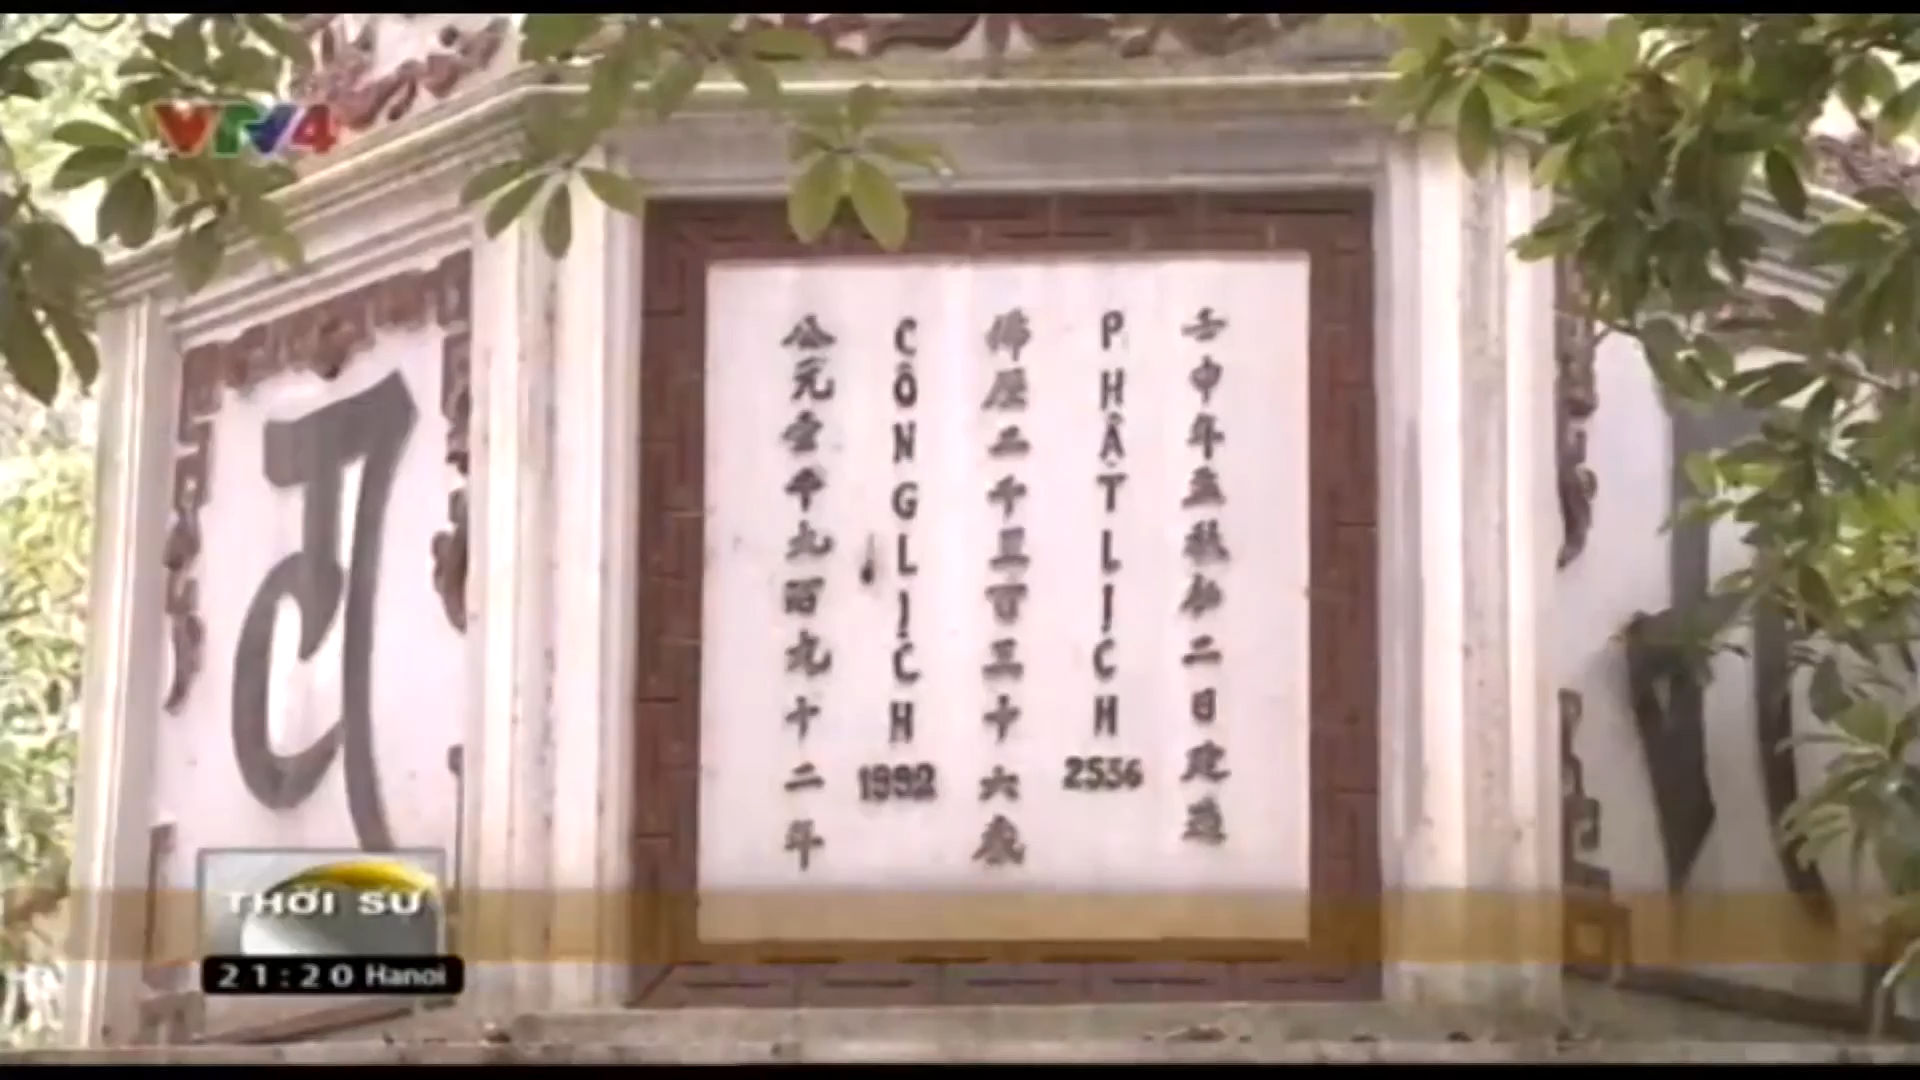 VTV4
壬申年孟秋初二日建造
PHẬT LỊCH 2536
佛歷二千五百三十六歲
CÔNG LỊCH 1992
公元壹千九百九十二年
THỜI SỰ
21:20 Hanoi